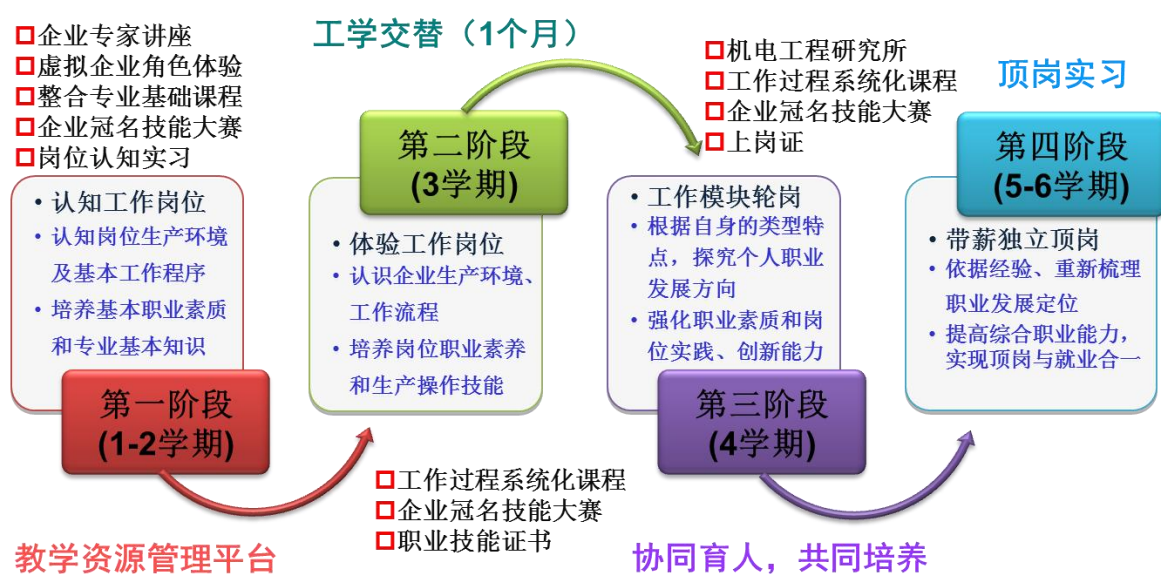 企业专家讲座
虚拟企业角色体验
整合专业基础课程
企业冠名技能大赛
岗位认知实习
• 认知工作岗位
• 认知岗位生产环境
及基本工作程序
• 培养基本职业素质
和专业基本知识
第一阶段
(1-2学期)
教学资源管理平台
工学交替（1个月）
第二阶段
(3学期)
• 体验工作岗位
• 认识企业生产环境、
工作流程
• 培养岗位职业素养
和生产操作技能
工作过程系统化课程
企业冠名技能大赛
职业技能证书
机电工程研究所
工作过程系统化课程
企业冠名技能大赛
上岗证
• 工作模块轮岗
• 根据自身的类型特
点，探究个人职业
发展方向
• 强化职业素质和岗
位实践、创新能力
第三阶段
(4学期)
协同育人，共同培养
顶岗实习
第四阶段
(5-6学期)
• 带薪独立顶岗
• 依据经验、重新梳理
职业发展定位
• 提高综合职业能力，
实现顶岗与就业合一